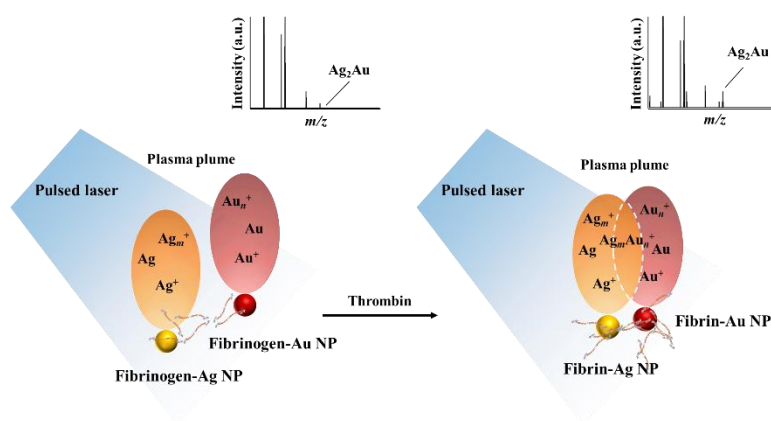 Intensity (a.u.)
Ag₂Au
m/z
Intensity (a.u.)
Ag₂Au
m/z
Plasma plume
Pulsed laser
Auₙ⁺
Agₘ⁺
Au
Ag
Au⁺
Ag⁺
Fibrinogen-Au NP
Fibrinogen-Ag NP
Thrombin
Plasma plume
Pulsed laser
Agₘ⁺
Auₙ⁺
Ag
AgₘAuₙ⁺
Au
Ag⁺
Au⁺
Fibrin-Au NP
Fibrin-Ag NP